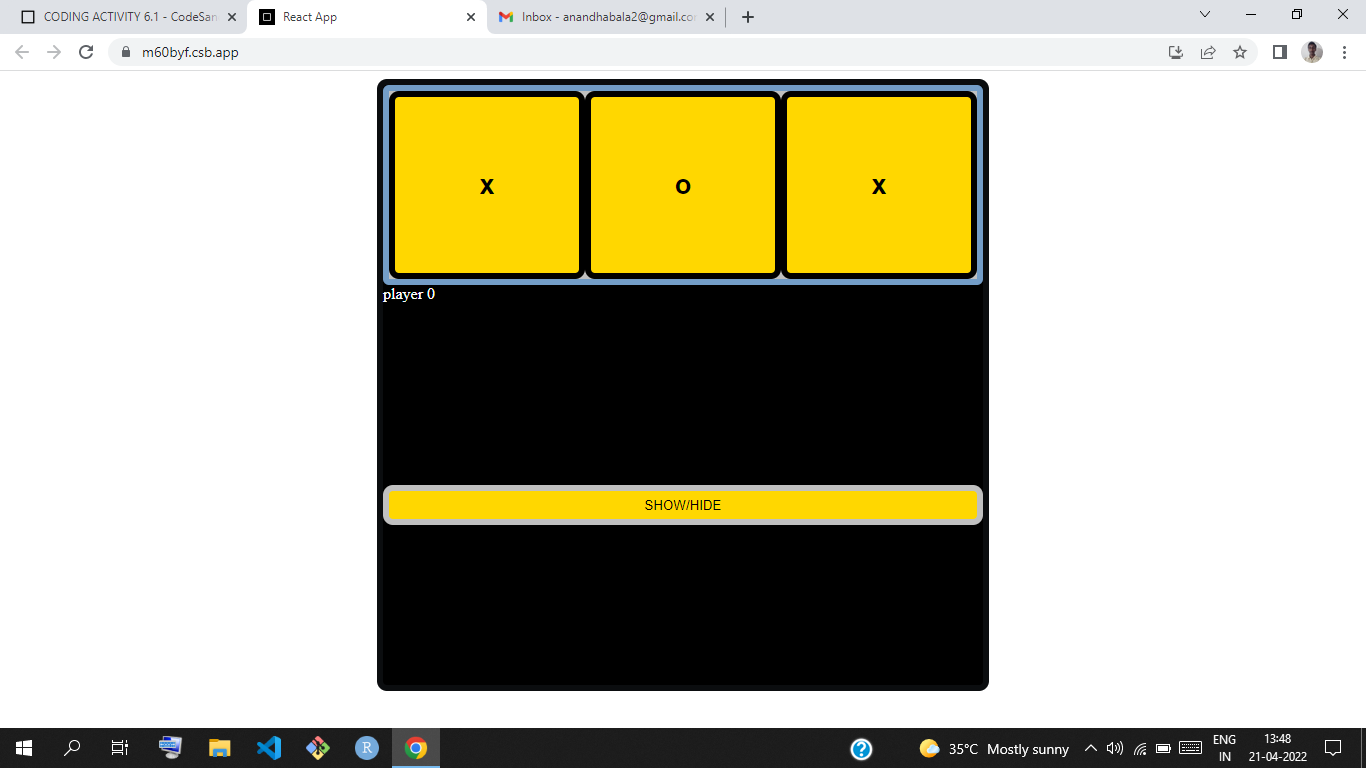 CODING ACTIVITY 6.1 - CodeSan
React App
Inbox - anandhabala2@gmail.co
m60byf.csb.app
X O X
player 0
SHOW/HIDE
R
35°C Mostly sunny
ENG
IN
13:48
21-04-2022